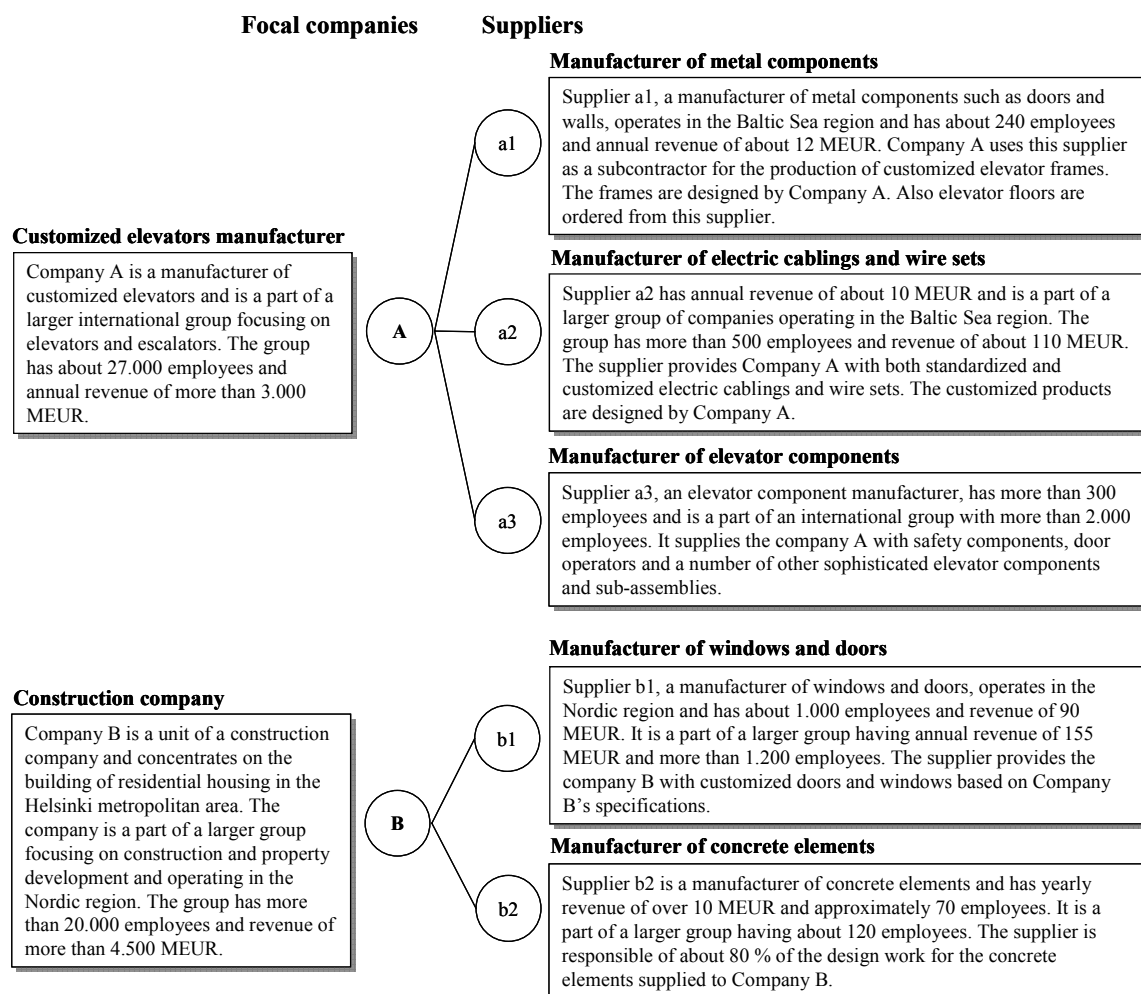 Focal companies
Suppliers
Manufacturer of metal components
Supplier a1, a manufacturer of metal components such as doors and
walls, operates in the Baltic Sea region and has about 240 employees
and annual revenue of about 12 MEUR. Company A uses this supplier
as a subcontractor for the production of customized elevator frames.
The frames are designed by Company A. Also elevator floors are
ordered from this supplier.
a1
Customized elevators manufacturer
Company A is a manufacturer of
customized elevators and is a part of a
larger international group focusing on
elevators and escalators. The group
has about 27.000 employees and
annual revenue of more than 3.000
MEUR.
A
Manufacturer of electric cablings and wire sets
Supplier a2 has annual revenue of about 10 MEUR and is a part of a
larger group of companies operating in the Baltic Sea region. The
group has more than 500 employees and revenue of about 110 MEUR.
The supplier provides Company A with both standardized and
customized electric cablings and wire sets. The customized products
are designed by Company A.
a2
Manufacturer of elevator components
Supplier a3, an elevator component manufacturer, has more than 300
employees and is a part of an international group with more than 2.000
employees. It supplies the company A with safety components, door
operators and a number of other sophisticated elevator components
and sub-assemblies.
a3
Manufacturer of windows and doors
Supplier b1, a manufacturer of windows and doors, operates in the
Nordic region and has about 1.000 employees and revenue of 90
MEUR. It is a part of a larger group having annual revenue of 155
MEUR and more than 1.200 employees. The supplier provides the
company B with customized doors and windows based on Company
B's specifications.
b1
Construction company
Company B is a unit of a construction
company and concentrates on the
building of residential housing in the
Helsinki metropolitan area. The
company is a part of a larger group
focusing on construction and property
development and operating in the
Nordic region. The group has more
than 20.000 employees and revenue of
more than 4.500 MEUR.
B
Manufacturer of concrete elements
Supplier b2 is a manufacturer of concrete elements and has yearly
revenue of over 10 MEUR and approximately 70 employees. It is a
part of a larger group having about 120 employees. The supplier is
responsible of about 80 % of the design work for the concrete
elements supplied to Company B.
b2